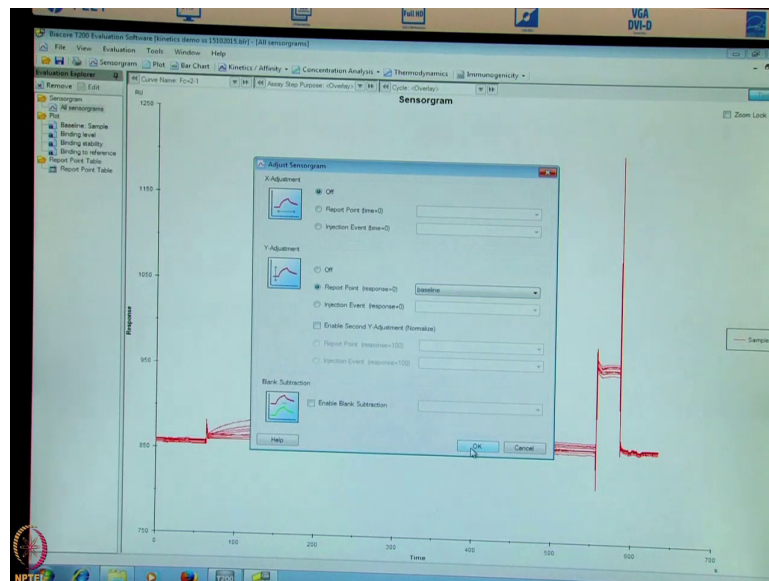 Full HD
VGA
DVI-D
Biacore T200 Evaluation Software [kinetics demo ss 15102015.blr] - [All sensorgrams]
File View Evaluation Tools Window Help
Sensorgram Plot Bar Chart Kinetics / Affinity Concentration Analysis Thermodynamics Immunogenicity
Evaluation Explorer
Remove Edit
Curve Name: Fc=2-1
Assay Step Purpose: <Overlay>
Cycle: <Overlay>
Sensorgram
All sensorgrams
Plot
Baseline: Sample
Binding level
Binding stability
Binding to reference
Report Point Table
Report Point Table
Sensorgram
Zoom Lock
RU
1250
1150
1050
950
850
750
Response
0
100
200
300
400
500
600
700
Time
s
Sample
Adjust Sensorgram
X-Adjustment
Off
Report Point (time=0)
Injection Event (time=0)
Y-Adjustment
Off
Report Point (response=0)
baseline
Injection Event (response=0)
Enable Second Y-Adjustment (Normalize)
Report Point (response=100)
Injection Event (response=100)
Blank Subtraction
Enable Blank Subtraction
Help
OK
Cancel
NPTEL
T200